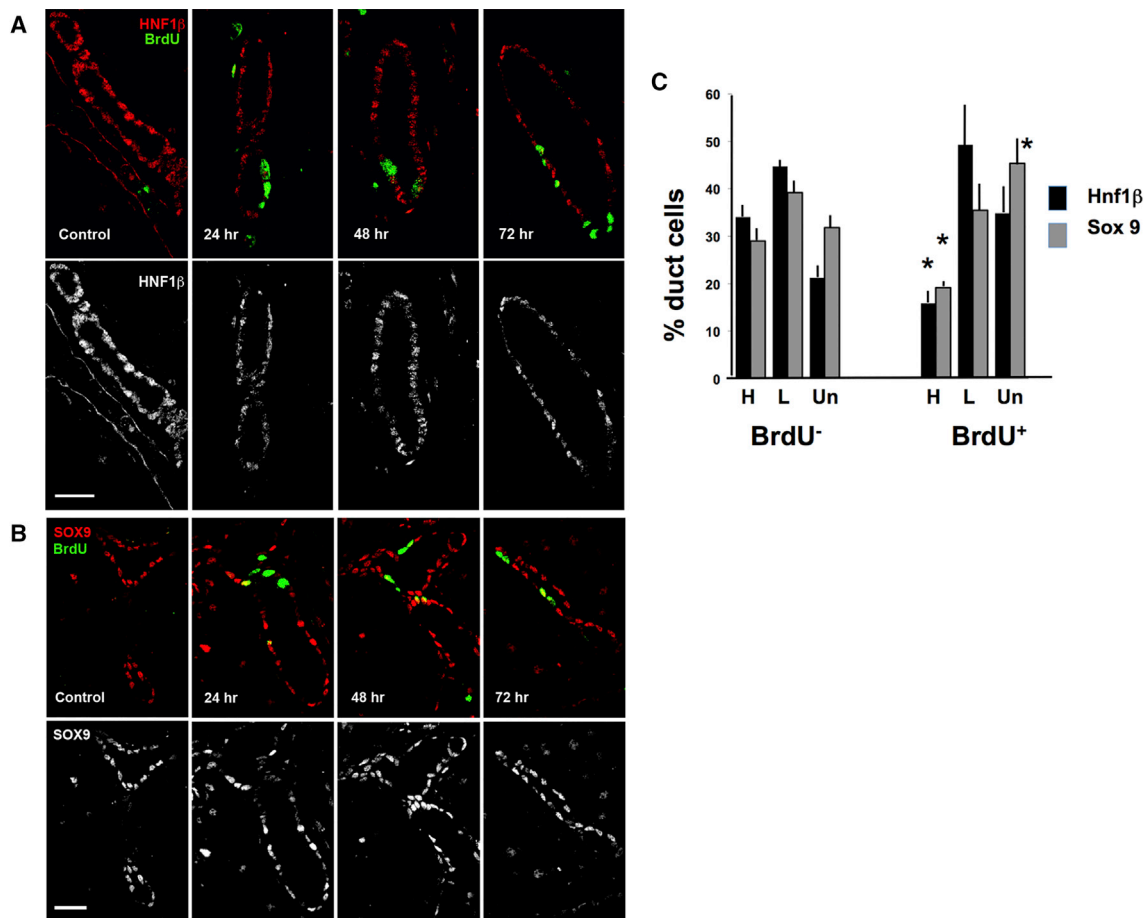 A
HNF1β
BrdU
Control
24 hr
48 hr
72 hr
HNF1β
B
SOX9
BrdU
Control
24 hr
48 hr
72 hr
SOX9
C
% duct cells
60
50
40
30
20
10
0
* * *
H L Un H L Un
BrdU⁻ BrdU⁺
Hnf1β
Sox 9